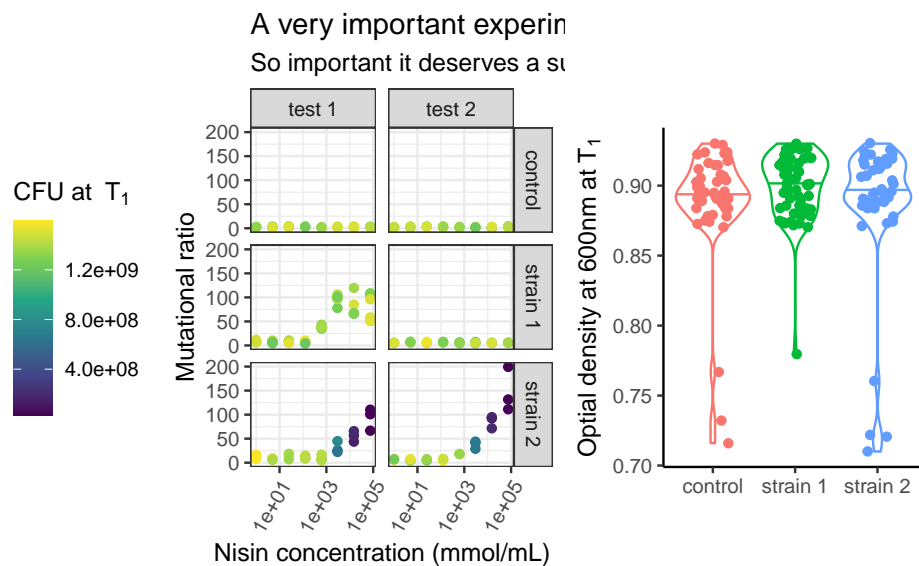 A very important experin
So important it deserves a su
CFU at T1
1.2e+09
8.0e+08
4.0e+08
test 1
test 2
Mutational ratio
200
150
100
50
0
control
200
150
100
50
0
strain 1
200
150
100
50
0
strain 2
1e+01
1e+03
1e+05
1e+01
1e+03
1e+05
Nisin concentration (mmol/mL)
Optial density at 600nm at T1
0.90
0.85
0.80
0.75
0.70
control
strain 1
strain 2